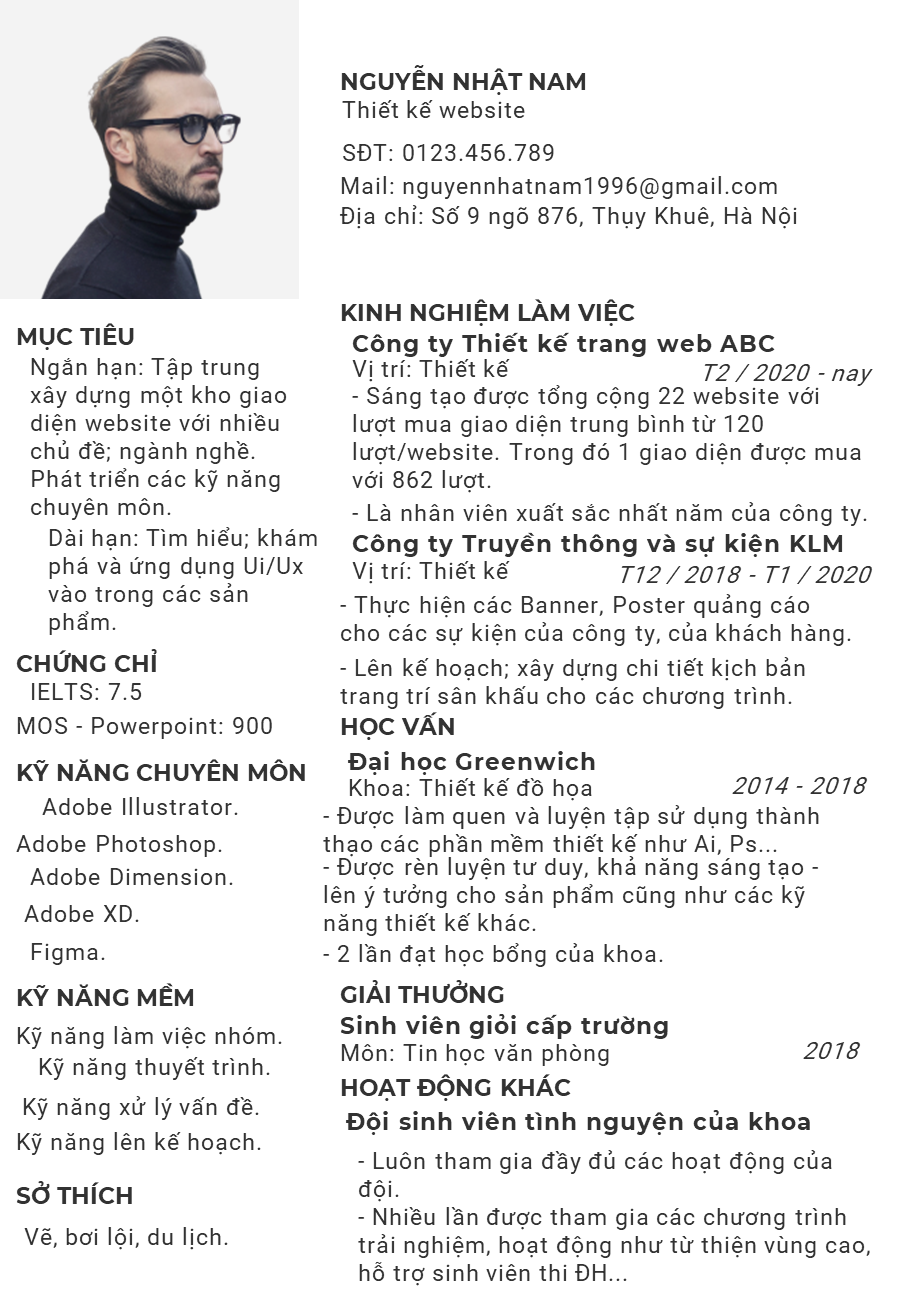 NGUYỄN NHẬT NAM
Thiết kế website
SĐT: 0123.456.789
Mail: nguyennhatnam1996@gmail.com
Địa chỉ: Số 9 ngõ 876, Thụy Khuê, Hà Nội
MỤC TIÊU
Ngắn hạn: Tập trung
xây dựng một kho giao
diện website với nhiều
chủ đề; ngành nghề.
Phát triển các kỹ năng
chuyên môn.
Dài hạn: Tìm hiểu; khám
phá và ứng dụng Ui/Ux
vào trong các sản
phẩm.
CHỨNG CHỈ
IELTS: 7.5
MOS - Powerpoint: 900
KỸ NĂNG CHUYÊN MÔN
Adobe Illustrator.
Adobe Photoshop.
Adobe Dimension.
Adobe XD.
Figma.
KỸ NĂNG MỀM
Kỹ năng làm việc nhóm.
Kỹ năng thuyết trình.
Kỹ năng xử lý vấn đề.
Kỹ năng lên kế hoạch.
SỞ THÍCH
Vẽ, bơi lội, du lịch.
KINH NGHIỆM LÀM VIỆC
Công ty Thiết kế trang web ABC
Vị trí: Thiết kế
T2 / 2020 - nay
- Sáng tạo được tổng cộng 22 website với
lượt mua giao diện trung bình từ 120
lượt/website. Trong đó 1 giao diện được mua
với 862 lượt.
- Là nhân viên xuất sắc nhất năm của công ty.
Công ty Truyền thông và sự kiện KLM
Vị trí: Thiết kế
T12 / 2018 - T1 / 2020
- Thực hiện các Banner, Poster quảng cáo
cho các sự kiện của công ty, của khách hàng.
- Lên kế hoạch; xây dựng chi tiết kịch bản
trang trí sân khấu cho các chương trình.
HỌC VẤN
Đại học Greenwich
Khoa: Thiết kế đồ họa
2014 - 2018
- Được làm quen và luyện tập sử dụng thành
thạo các phần mềm thiết kế như Ai, Ps...
- Được rèn luyện tư duy, khả năng sáng tạo -
lên ý tưởng cho sản phẩm cũng như các kỹ
năng thiết kế khác.
- 2 lần đạt học bổng của khoa.
GIẢI THƯỞNG
Sinh viên giỏi cấp trường
Môn: Tin học văn phòng
2018
HOẠT ĐỘNG KHÁC
Đội sinh viên tình nguyện của khoa
- Luôn tham gia đầy đủ các hoạt động của
đội.
- Nhiều lần được tham gia các chương trình
trải nghiệm, hoạt động như từ thiện vùng cao,
hỗ trợ sinh viên thi ĐH...